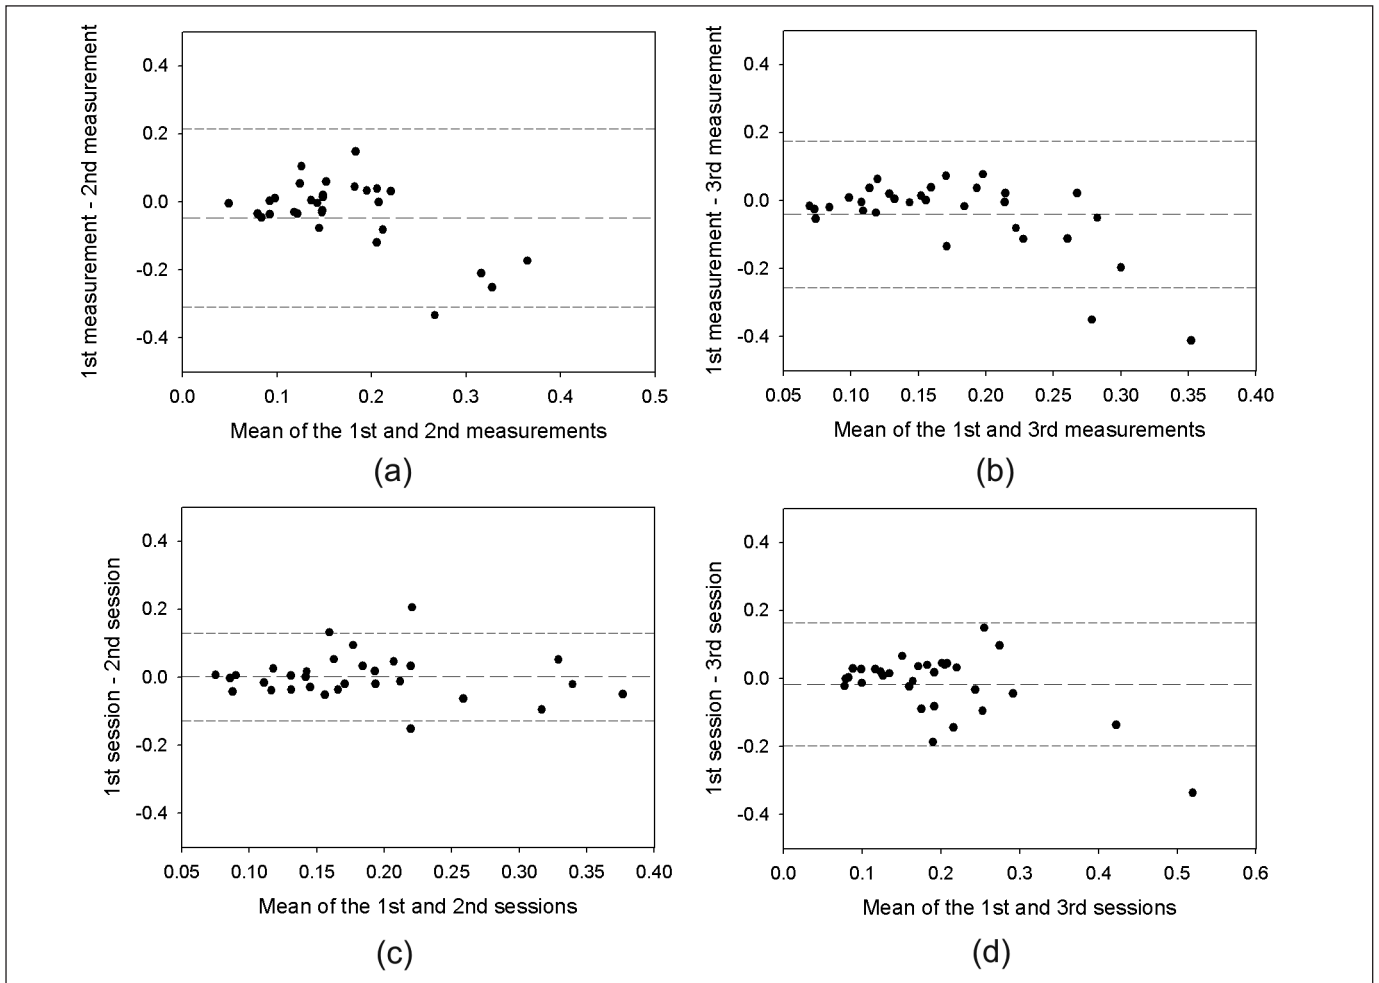 1st measurement - 2nd measurement
0.4
0.2
0.0
-0.2
-0.4
0.0 0.1 0.2 0.3 0.4 0.5
Mean of the 1st and 2nd measurements
(a)
1st measurement - 3rd measurement
0.4
0.2
0.0
-0.2
-0.4
0.05 0.10 0.15 0.20 0.25 0.30 0.35 0.40
Mean of the 1st and 3rd measurements
(b)
1st session - 2nd session
0.4
0.2
0.0
-0.2
-0.4
0.05 0.10 0.15 0.20 0.25 0.30 0.35 0.40
Mean of the 1st and 2nd sessions
(c)
1st session - 3rd session
0.4
0.2
0.0
-0.2
-0.4
0.0 0.1 0.2 0.3 0.4 0.5 0.6
Mean of the 1st and 3rd sessions
(d)